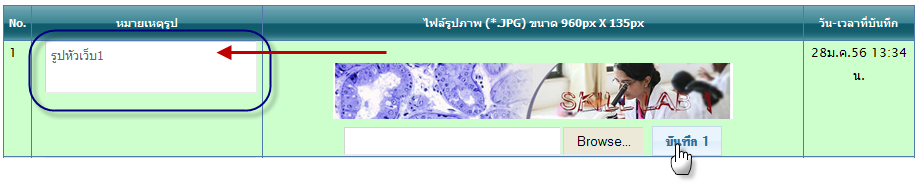 No. หมายเหตุรูป ไฟล์รูปภาพ (*.JPG) ขนาด 960px X 135px วัน-เวลาที่บันทึก
1 รูปหัวเว็บ1 28ม.ค.56 13:34
น.
SKILL LAB 1
Browse... บันทึก 1